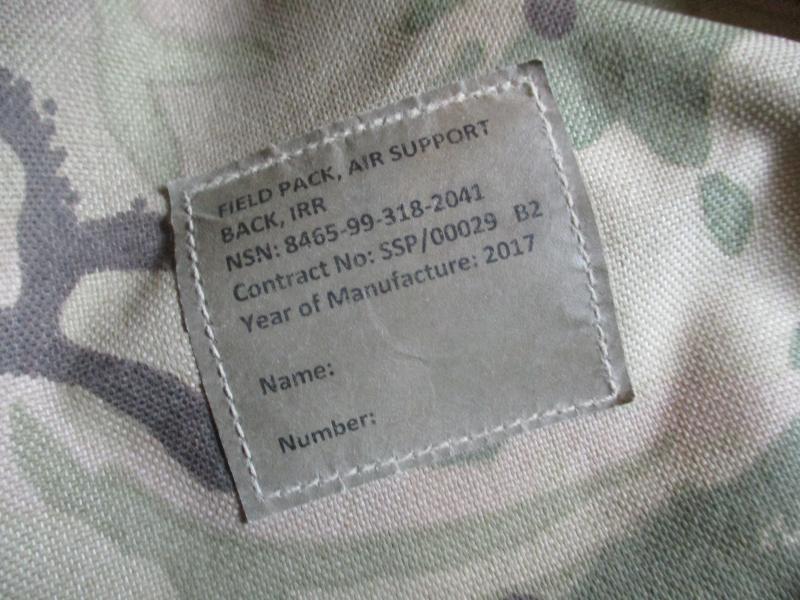 FIELD PACK, AIR SUPPORT
BACK, IRR
NSN: 8465-99-318-2041
Contract No: SSP/00029 B2
Year of Manufacture: 2017
Name:
Number: